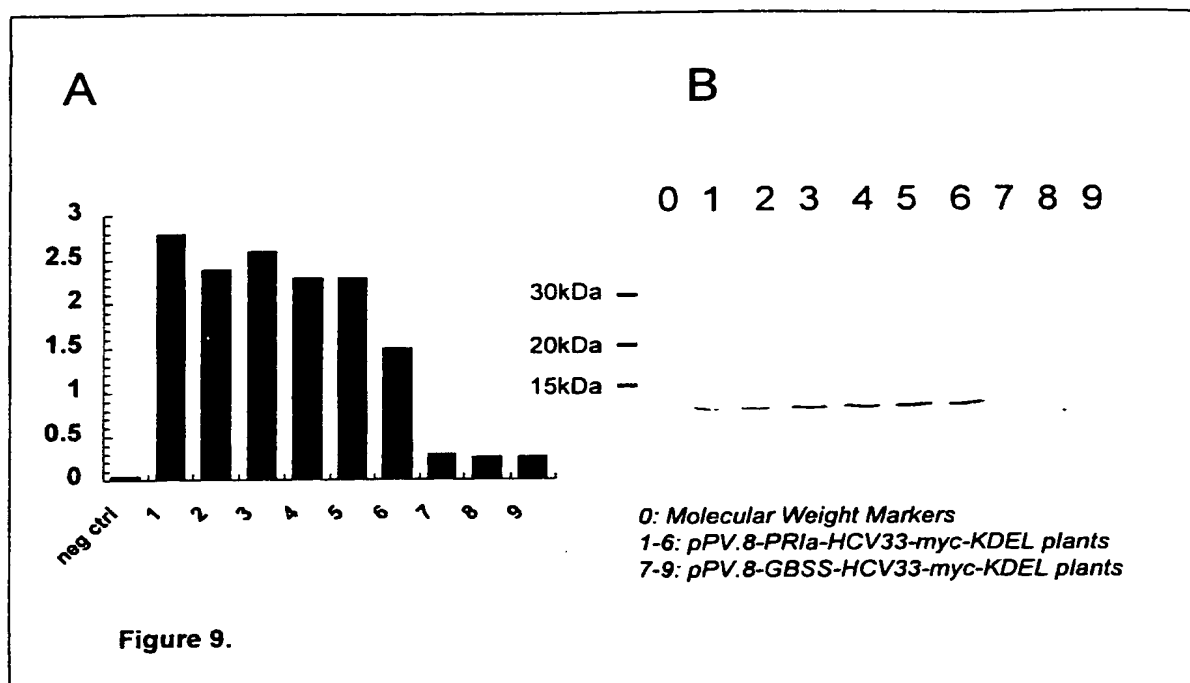 A
B
0 1 2 3 4 5 6 7 8 9
3
2.5
2
1.5
1
0.5
0
neg ctrl 1 2 3 4 5 6 7 8 9
30kDa
20kDa
15kDa
0: Molecular Weight Markers
1-6: pPV.8-PRIa-HCV33-myc-KDEL plants
7-9: pPV.8-GBSS-HCV33-myc-KDEL plants
Figure 9.